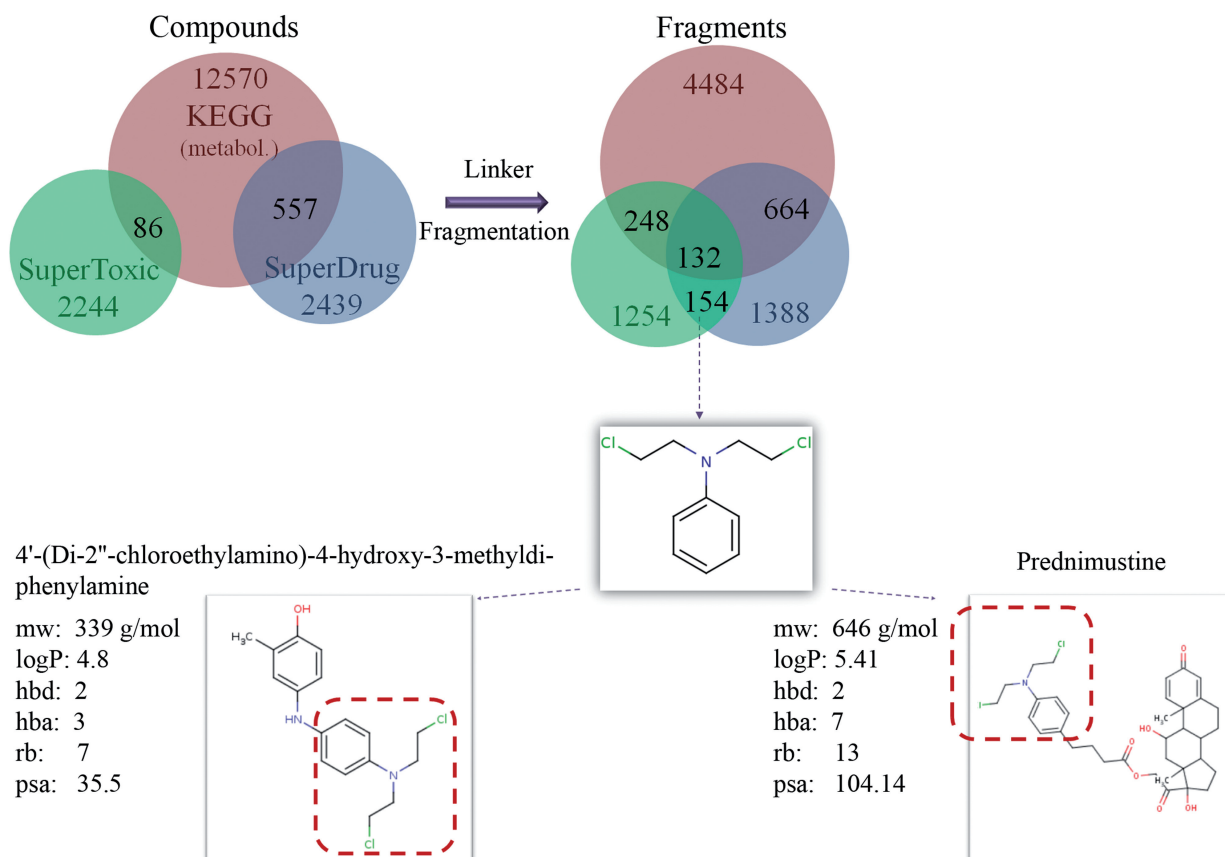 Compounds
Fragments
12570
KEGG
(metabol.)
86
557
SuperToxic
2244
SuperDrug
2439
Linker
Fragmentation
4484
248
664
132
154
1254
1388
Cl
Cl
N
4'-(Di-2"-chloroethylamino)-4-hydroxy-3-methyldi-
phenylamine
mw: 339 g/mol
logP: 4.8
hbd: 2
hba: 3
rb: 7
psa: 35.5
OH
H₃C
HN
Cl
N
Cl
Prednimustine
mw: 646 g/mol
logP: 5.41
hbd: 2
hba: 7
rb: 13
psa: 104.14
Cl
N
I
O
CH₃
HO
O
O
CH₃
O
OH